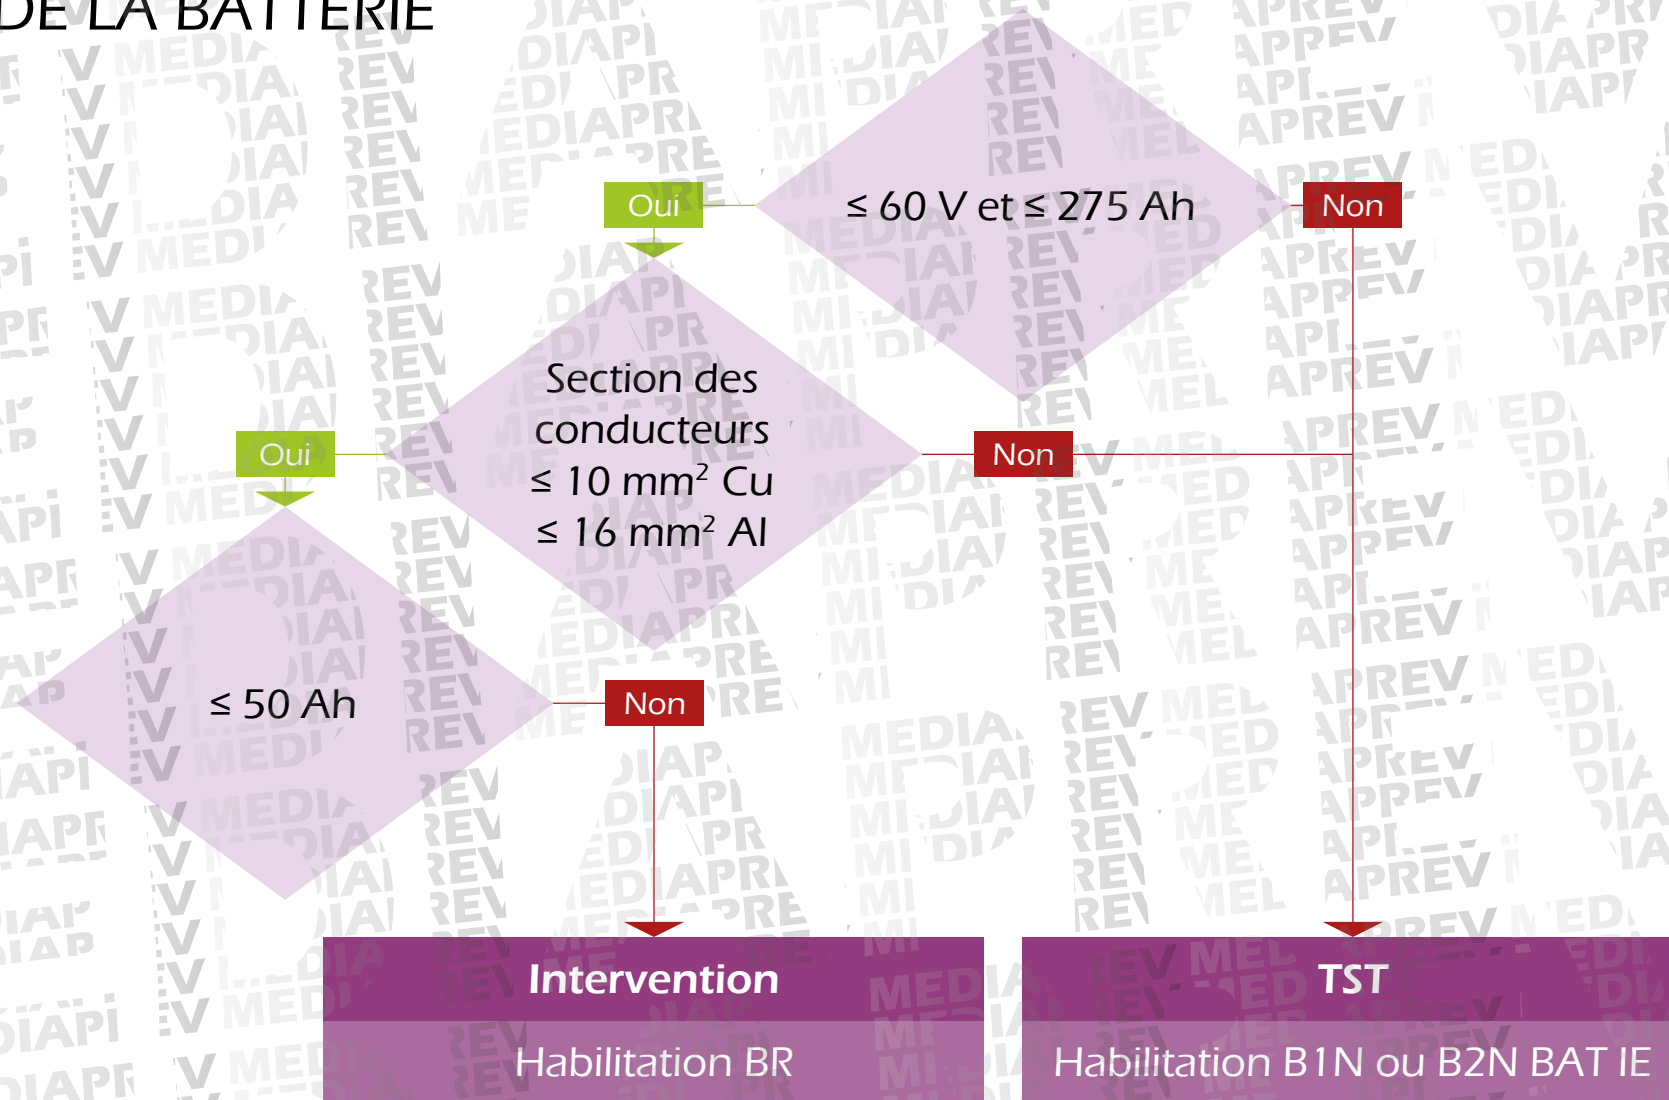 DE LA BATTERIE
≤ 60 V et ≤ 275 Ah
Oui
Non
Section des
conducteurs
≤ 10 mm² Cu
≤ 16 mm² Al
Oui
Non
≤ 50 Ah
Non
Intervention
Habilitation BR
TST
Habilitation B1N ou B2N BAT IE